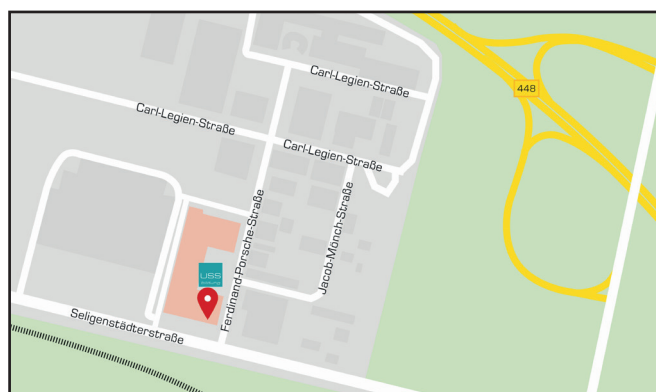 Carl-Legien-Straße
448
Carl-Legien-Straße
Carl-Legien-Straße
Ferdinand-Porsche-Straße
Jacob-Mönch-Straße
USS
Seligenstädterstraße